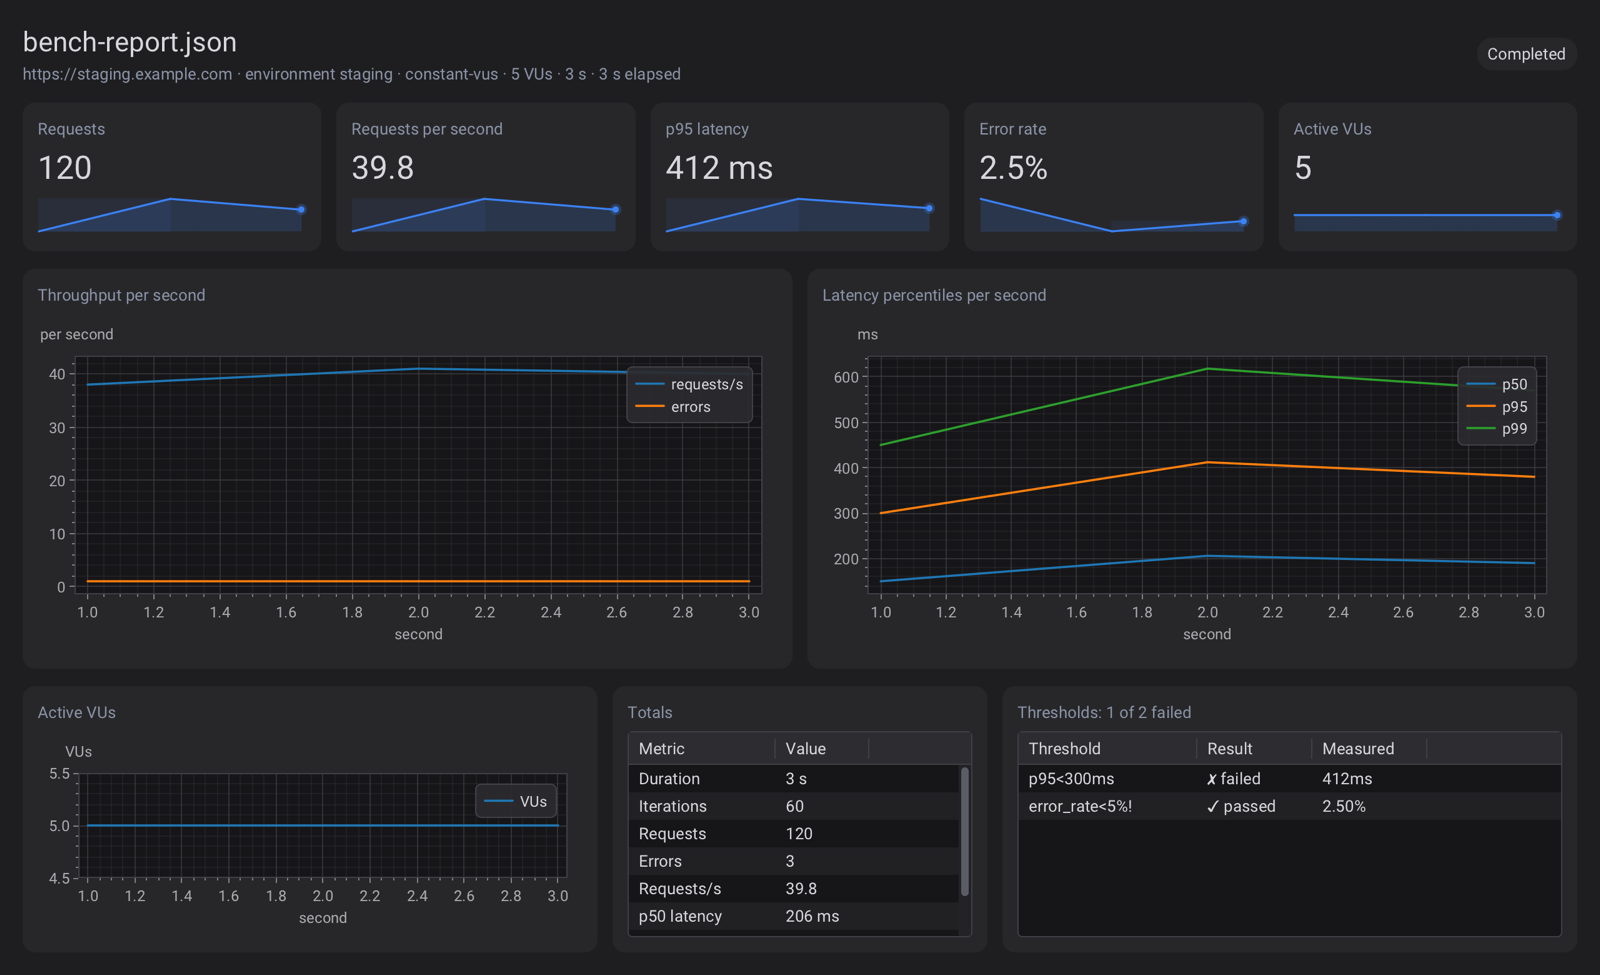 bench-report.json
https://staging.example.com · environment staging · constant-vus · 5 VUs · 3 s · 3 s elapsed
Completed
Requests
120
Requests per second
39.8
p95 latency
412 ms
Error rate
2.5%
Active VUs
5
Throughput per second
per second
40
30
20
10
0
requests/s
errors
1.0 1.2 1.4 1.6 1.8 2.0 2.2 2.4 2.6 2.8 3.0
second
Latency percentiles per second
ms
600
500
400
300
200
p50
p95
p99
1.0 1.2 1.4 1.6 1.8 2.0 2.2 2.4 2.6 2.8 3.0
second
Active VUs
VUs
5.5
5.0
4.5
VUs
1.0 1.2 1.4 1.6 1.8 2.0 2.2 2.4 2.6 2.8 3.0
second
Totals
Metric Value
Duration 3 s
Iterations 60
Requests 120
Errors 3
Requests/s 39.8
p50 latency 206 ms
Thresholds: 1 of 2 failed
Threshold Result Measured
p95<300ms ✗ failed 412ms
error_rate<5%! ✓ passed 2.50%